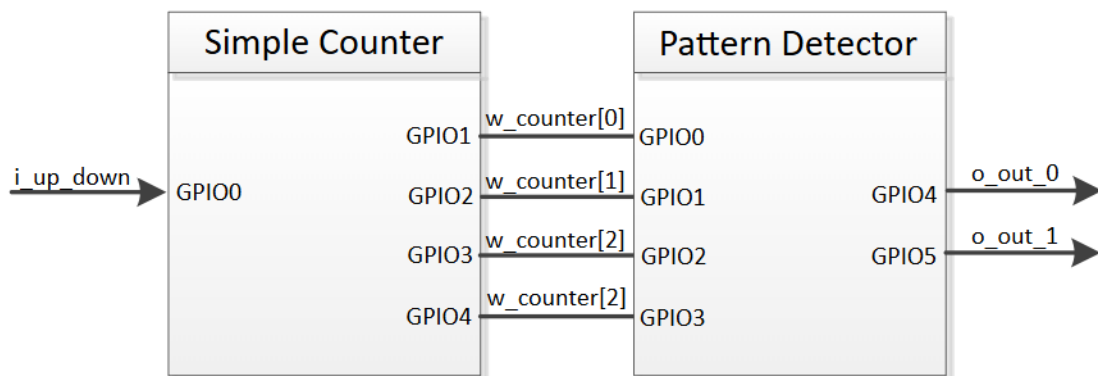 Simple Counter
Pattern Detector
i_up_down
GPIO0
GPIO1
w_counter[0]
GPIO0
GPIO2
w_counter[1]
GPIO1
GPIO3
w_counter[2]
GPIO2
GPIO4
w_counter[2]
GPIO3
GPIO4
o_out_0
GPIO5
o_out_1